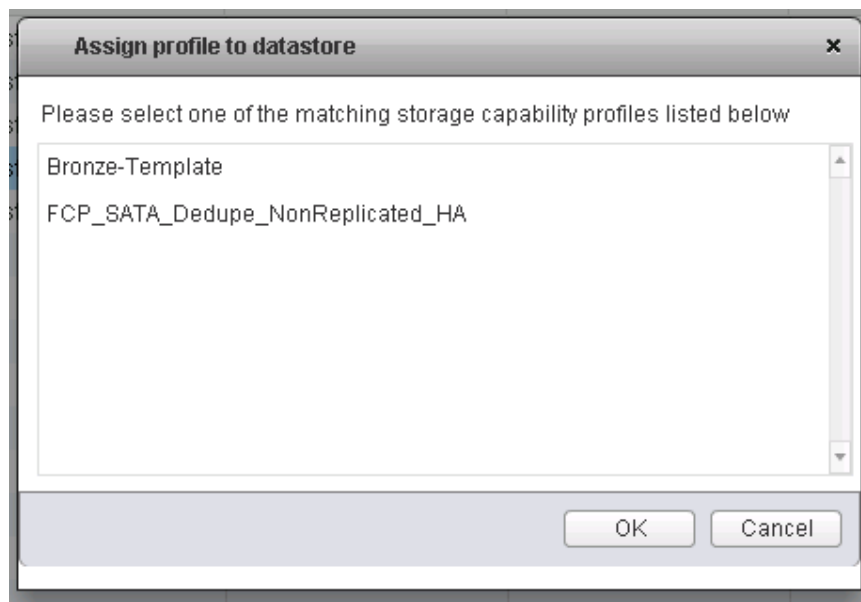 Assign profile to datastore
×
Please select one of the matching storage capability profiles listed below
Bronze-Template
FCP_SATA_Dedupe_NonReplicated_HA
OK
Cancel